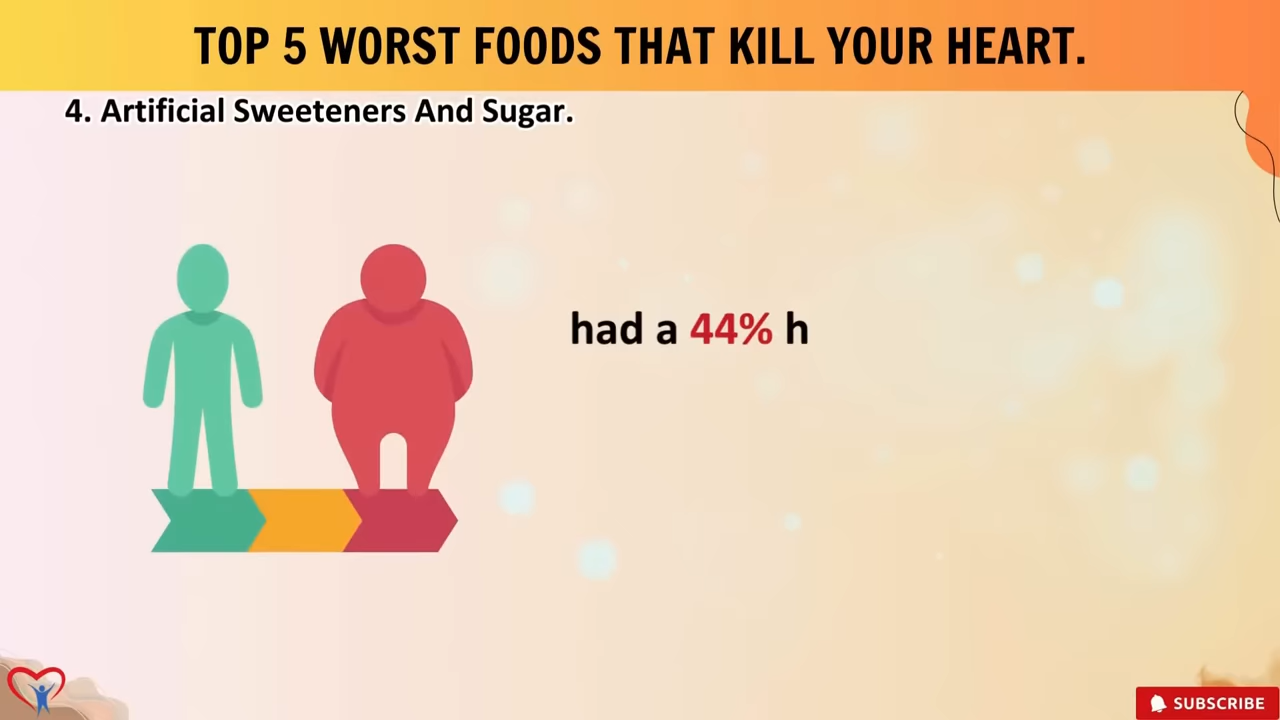 TOP 5 WORST FOODS THAT KILL YOUR HEART.
4. Artificial Sweeteners And Sugar.
had a 44% h
SUBSCRIBE